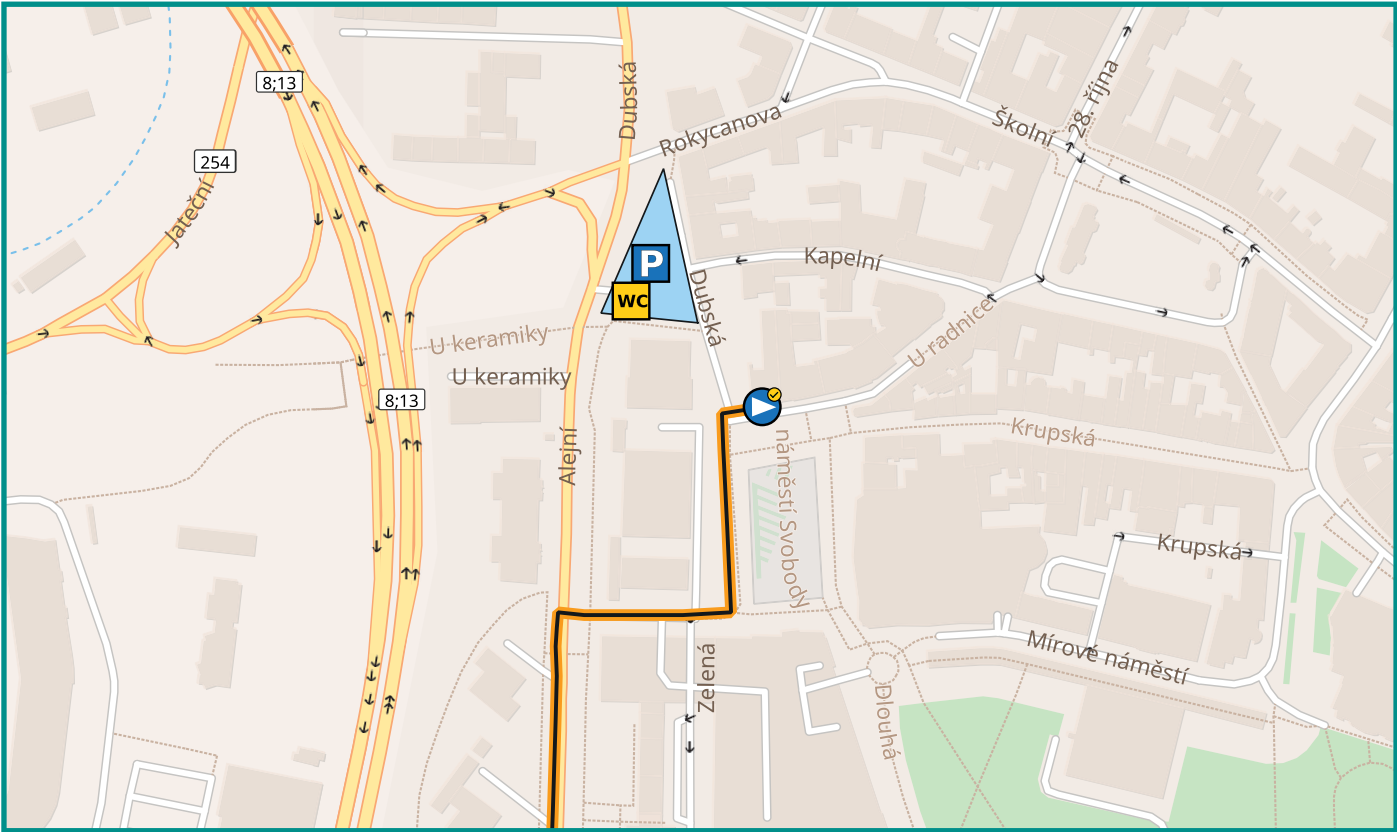 8;13
Dubská
Rokycanova
Školní
28. října
254
Jateční
Kapelní
P
WC
Dubská
U radnice
U keramiky
U keramiky
8;13
Alejní
náměstí Svobody
Krupská
Krupská
Mírové náměstí
Zelená
Dlouhá